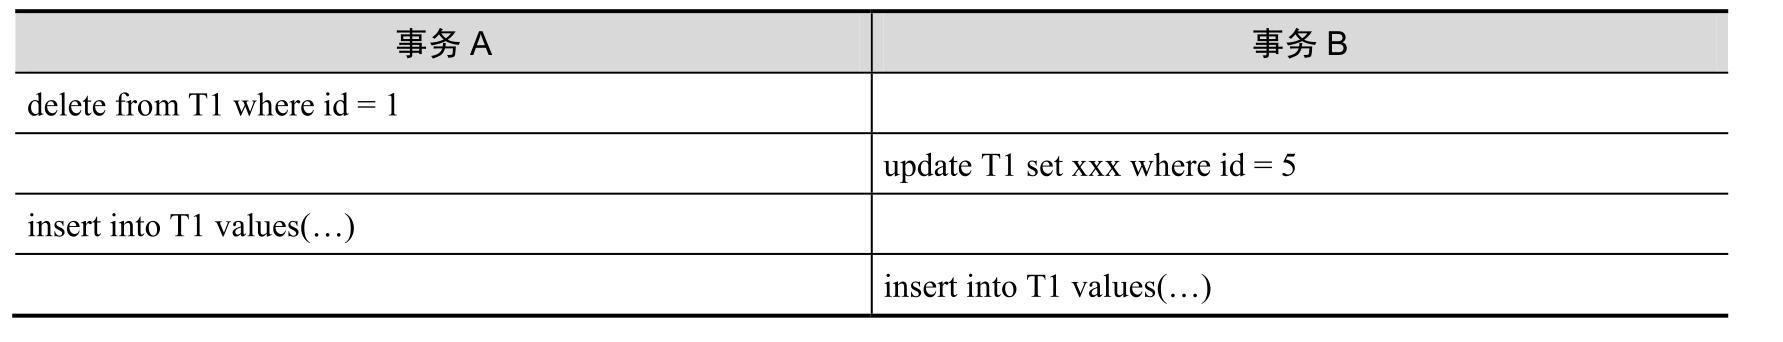 事务 A
事务 B
delete from T1 where id = 1
update T1 set xxx where id = 5
insert into T1 values(…)
insert into T1 values(…)